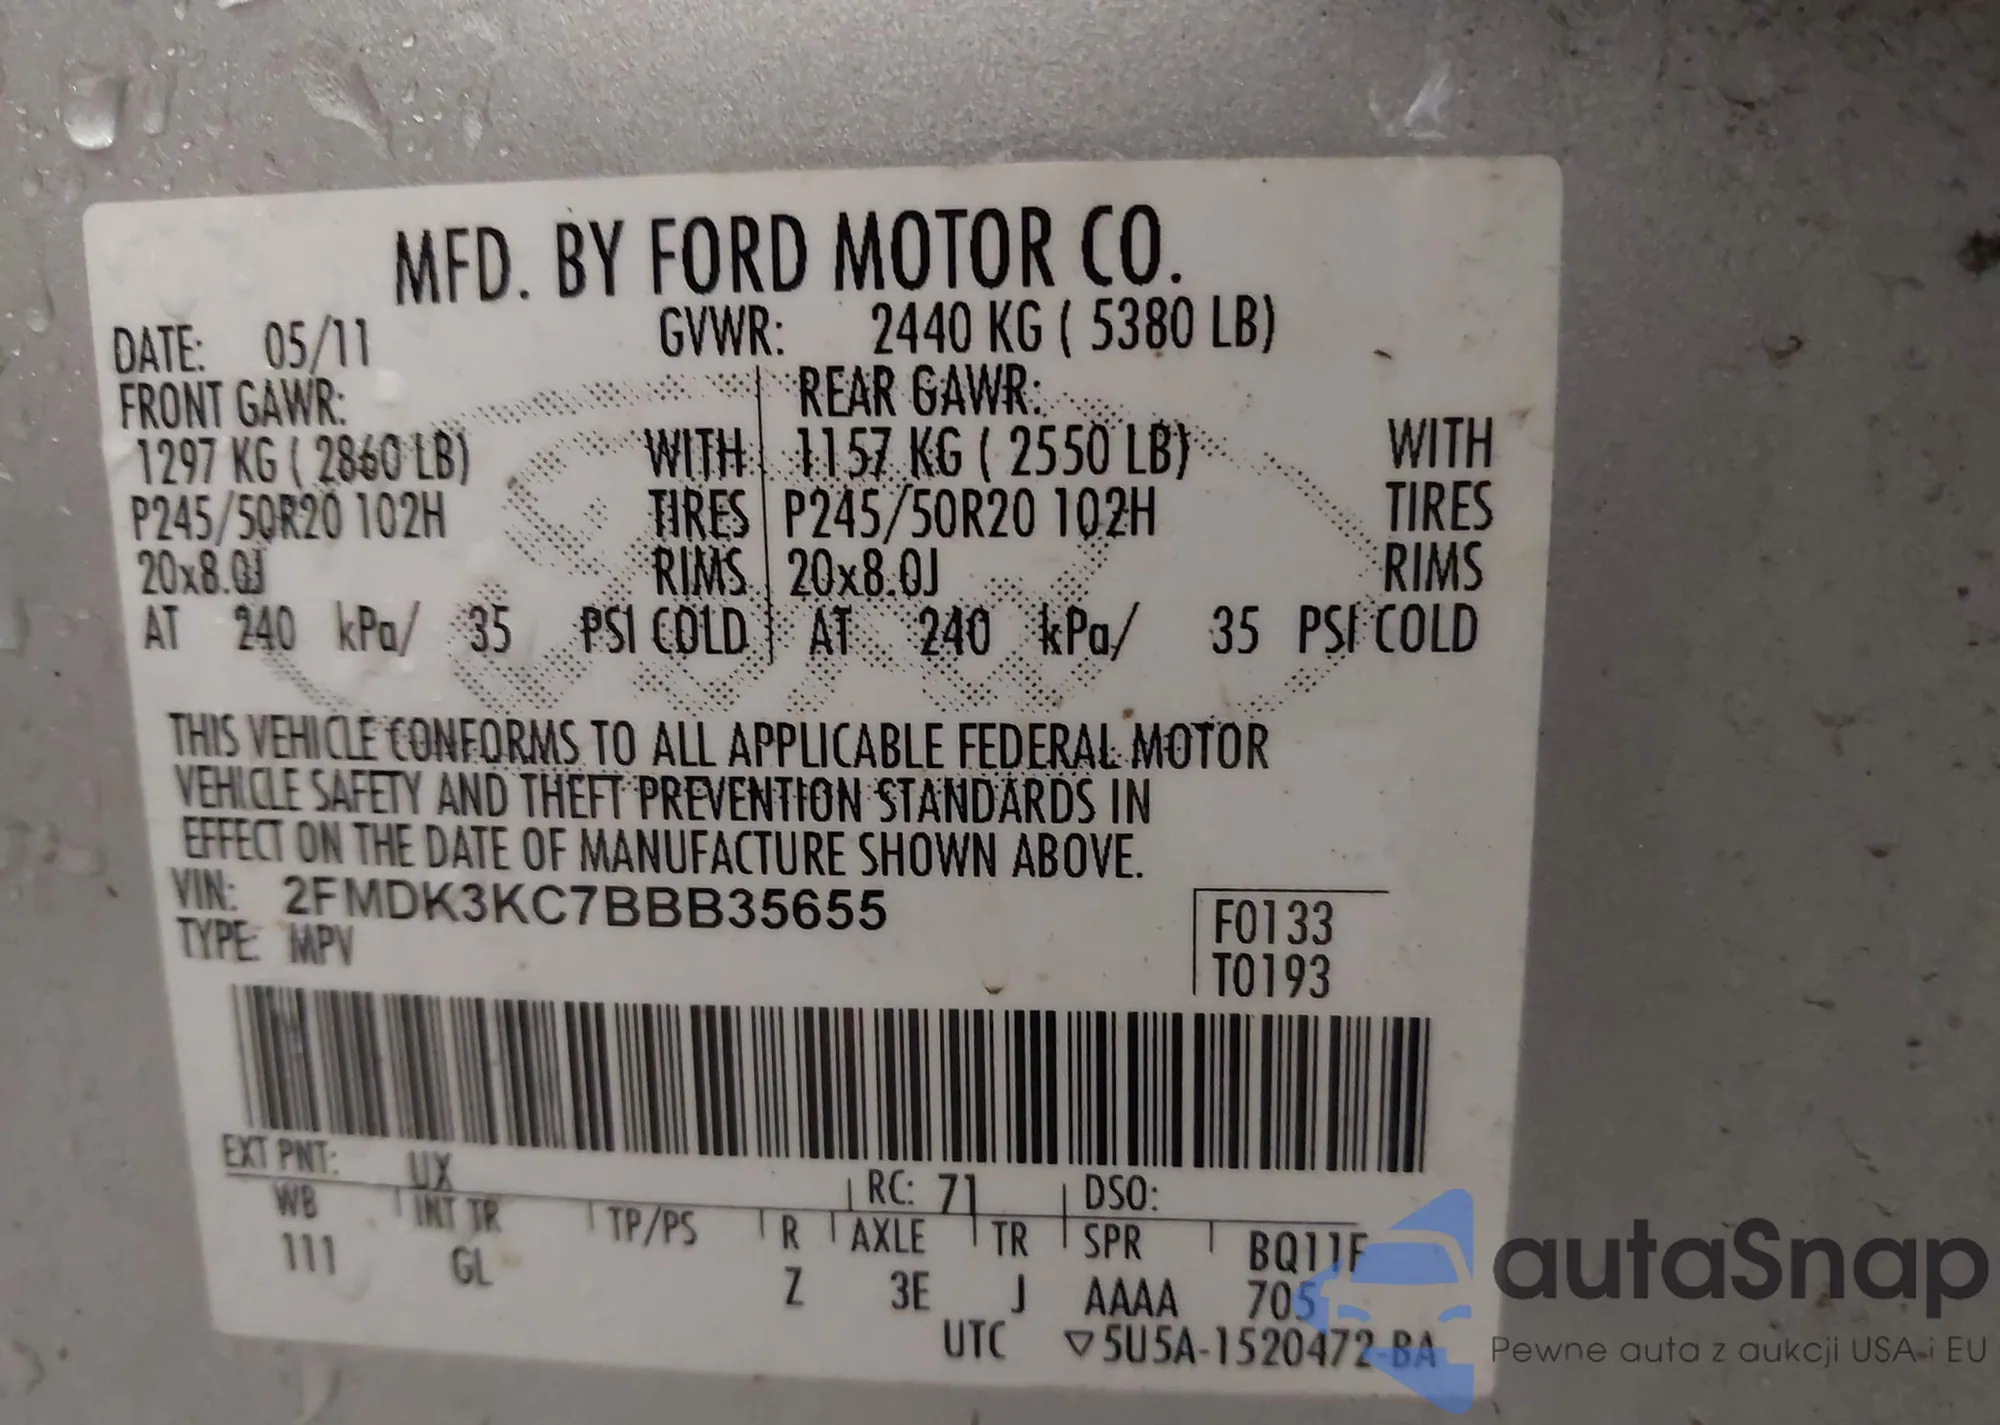 MFD. BY FORD MOTOR CO.
DATE: 05/11 GVWR: 2440 KG ( 5380 LB)
FRONT GAWR: REAR GAWR:
1297 KG ( 2860 LB) WITH 1157 KG ( 2550 LB) WITH
P245/50R20 102H TIRES P245/50R20 102H TIRES
20x8.0J RIMS 20x8.0J RIMS
AT 240 kPa/ 35 PSI COLD AT 240 kPa/ 35 PSI COLD
THIS VEHICLE CONFORMS TO ALL APPLICABLE FEDERAL MOTOR
VEHICLE SAFETY AND THEFT PREVENTION STANDARDS IN
EFFECT ON THE DATE OF MANUFACTURE SHOWN ABOVE.
VIN: 2FMDK3KC7BBB35655 F0133
TYPE: MPV T0193
EXT PNT: UX RC: 71 DSO:
WB INT TR TP/PS R AXLE TR SPR BQ11F
111 GL Z 3E J AAAA 705
UTC ▽5U5A-1520472-BA
autaSnap
Pewne auta z aukcji USA i EU